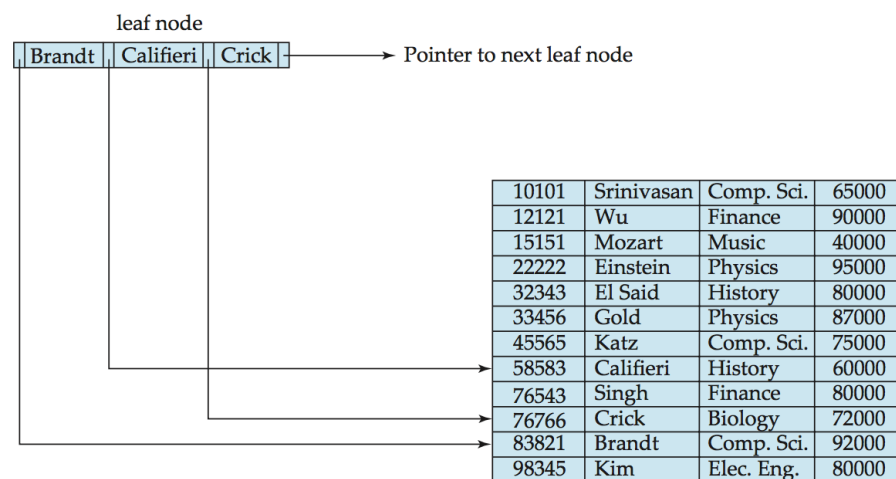 leaf node
Brandt Califieri Crick Pointer to next leaf node
10101 Srinivasan Comp. Sci. 65000
12121 Wu Finance 90000
15151 Mozart Music 40000
22222 Einstein Physics 95000
32343 El Said History 80000
33456 Gold Physics 87000
45565 Katz Comp. Sci. 75000
58583 Califieri History 60000
76543 Singh Finance 80000
76766 Crick Biology 72000
83821 Brandt Comp. Sci. 92000
98345 Kim Elec. Eng. 80000